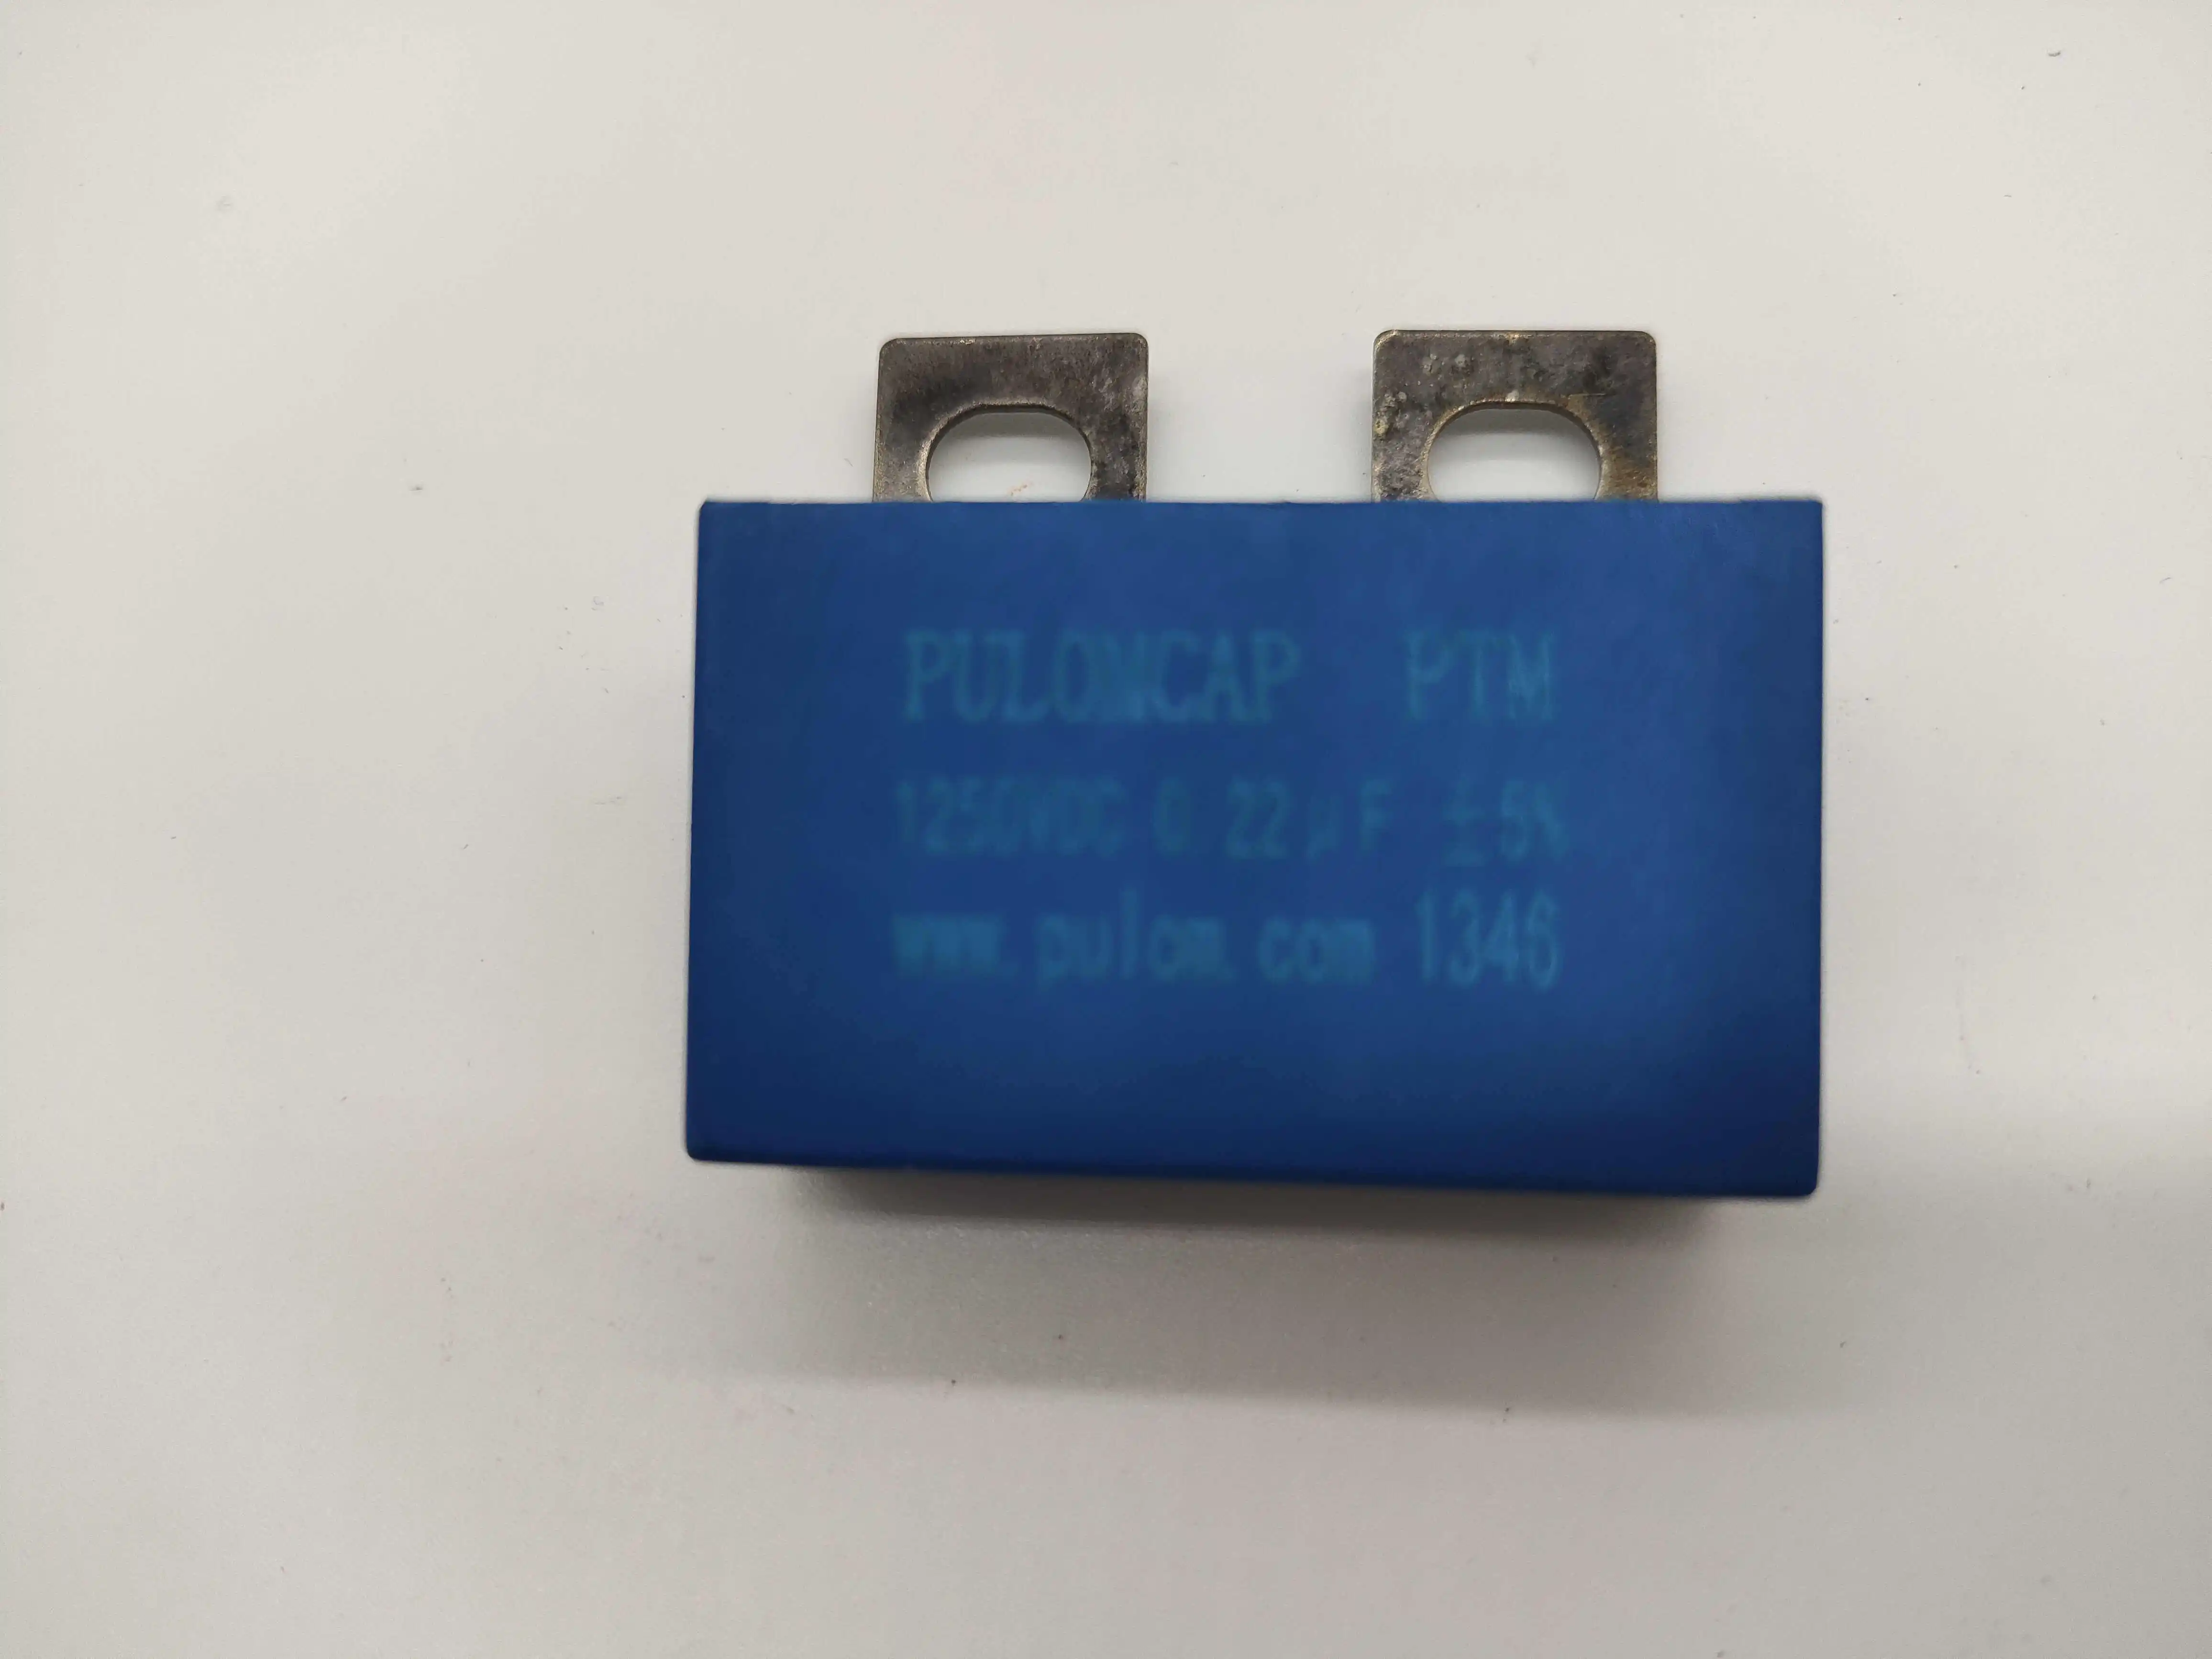 PULOMCAP PTM
1250VDC 0.22μF ±5%
www.pulom.com 1346